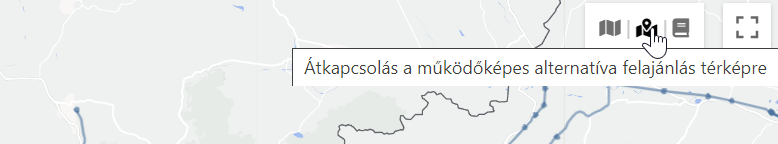 Átkapcsolás a működőképes alternatíva felajánlás térképre